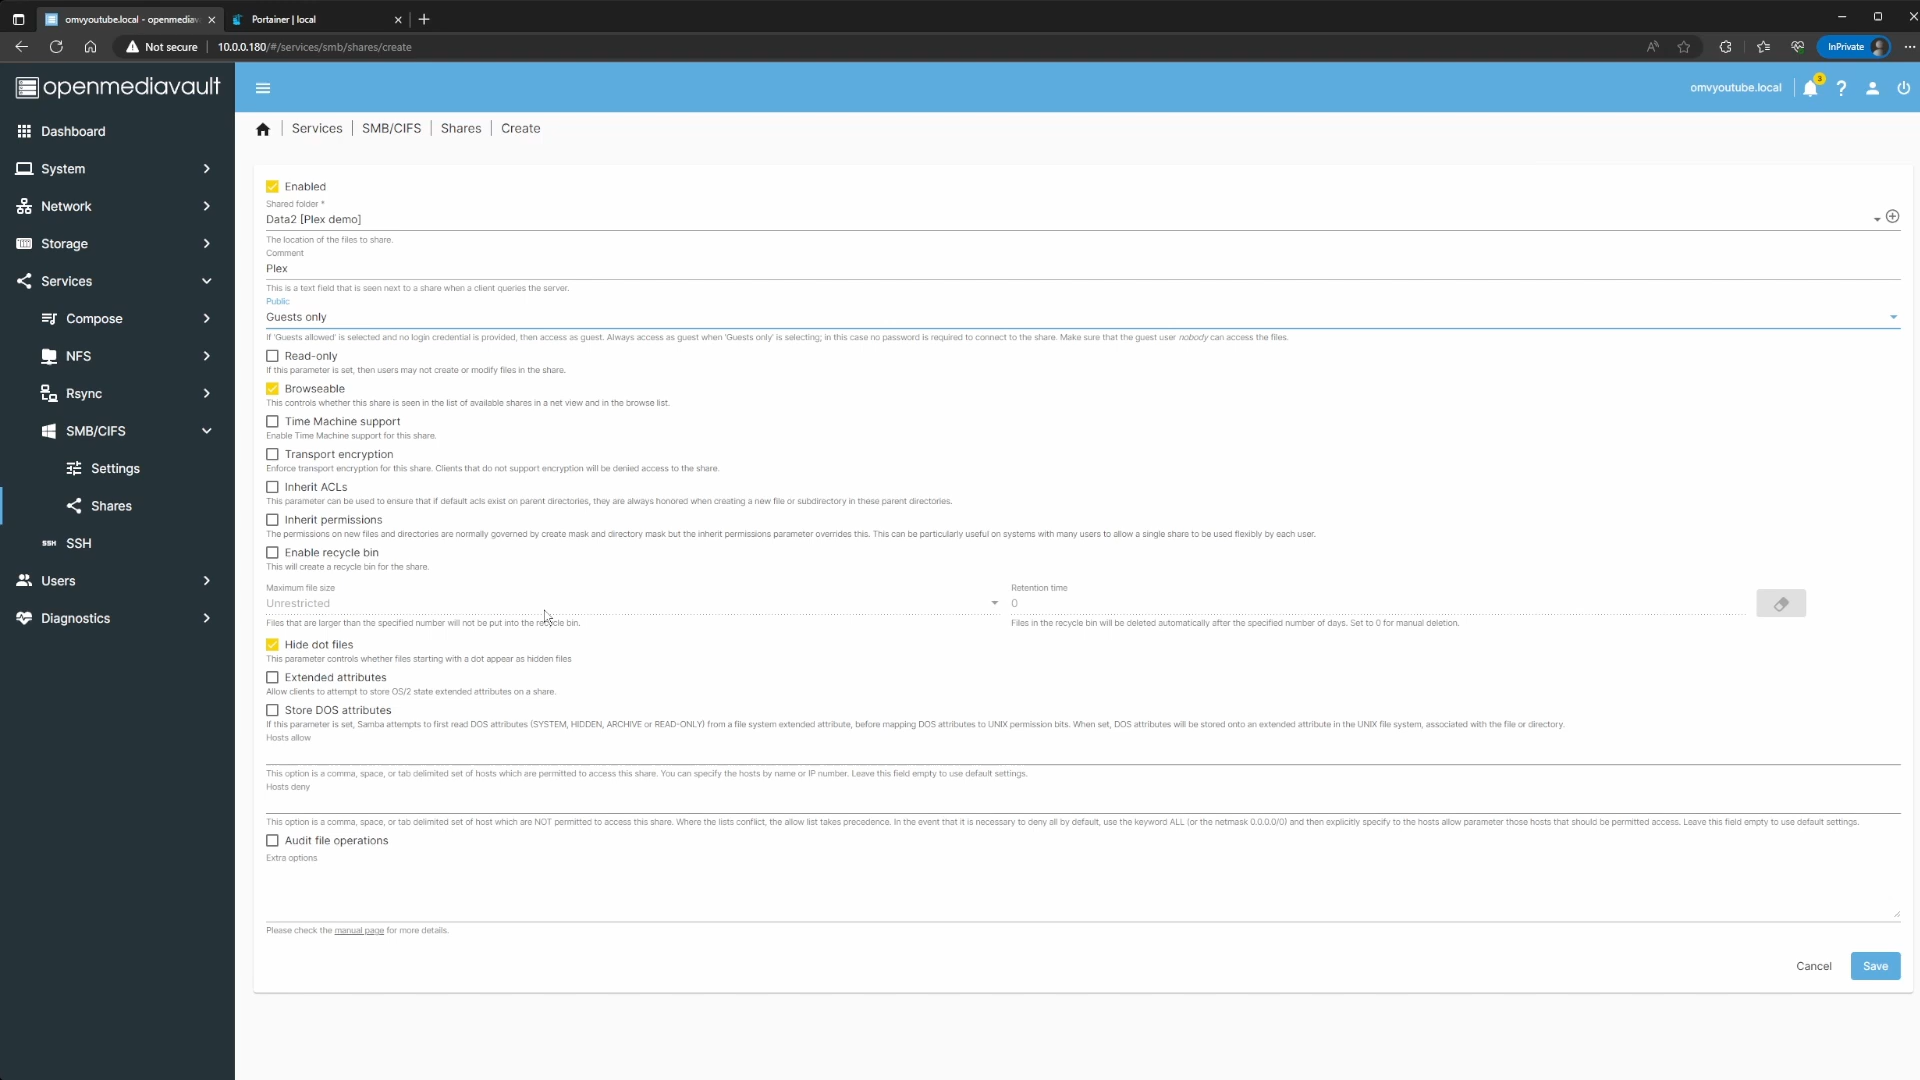 omvyoutube.local - openmediav
Portainer | local
Not secure
10.0.0.180/#/services/smb/shares/create
InPrivate
openmediavault
omvyoutube.local
3
?
Dashboard
System
Network
Storage
Services
Compose
NFS
Rsync
SMB/CIFS
Settings
Shares
SSH SSH
Users
Diagnostics
Services | SMB/CIFS | Shares | Create
Enabled
Shared folder *
Data2 [Plex demo]
The location of the files to share.
Comment
Plex
This is a text field that is seen next to a share when a client queries the server.
Public
Guests only
If 'Guests allowed' is selected and no login credential is provided, then access as guest. Always access as guest when 'Guests only' is selecting; in this case no password is required to connect to the share. Make sure that the guest user nobody can access the files.
Read-only
If this parameter is set, then users may not create or modify files in the share.
Browseable
This controls whether this share is seen in the list of available shares in a net view and in the browse list.
Time Machine support
Enable Time Machine support for this share.
Transport encryption
Enforce transport encryption for this share. Clients that do not support encryption will be denied access to the share.
Inherit ACLs
This parameter can be used to ensure that if default acls exist on parent directories, they are always honored when creating a new file or subdirectory in these parent directories.
Inherit permissions
The permissions on new files and directories are normally governed by create mask and directory mask but the inherit permissions parameter overrides this. This can be particularly useful on systems with many users to allow a single share to be used flexibly by each user.
Enable recycle bin
This will create a recycle bin for the share.
Maximum file size
Unrestricted
Files that are larger than the specified number will not be put into the recycle bin.
Retention time
0
Files in the recycle bin will be deleted automatically after the specified number of days. Set to 0 for manual deletion.
Hide dot files
This parameter controls whether files starting with a dot appear as hidden files
Extended attributes
Allow clients to attempt to store OS/2 state extended attributes on a share.
Store DOS attributes
If this parameter is set, Samba attempts to first read DOS attributes (SYSTEM, HIDDEN, ARCHIVE or READ-ONLY) from a file system extended attribute, before mapping DOS attributes to UNIX permission bits. When set, DOS attributes will be stored onto an extended attribute in the UNIX file system, associated with the file or directory.
Hosts allow
This option is a comma, space, or tab delimited set of hosts which are permitted to access this share. You can specify the hosts by name or IP number. Leave this field empty to use default settings.
Hosts deny
This option is a comma, space, or tab delimited set of host which are NOT permitted to access this share. Where the lists conflict, the allow list takes precedence. In the event that it is necessary to deny all by default, use the keyword ALL (or the netmask 0.0.0.0/0) and then explicitly specify to the hosts allow parameter those hosts that should be permitted access. Leave this field empty to use default settings.
Audit file operations
Extra options
Please check the manual page for more details.
Cancel
Save